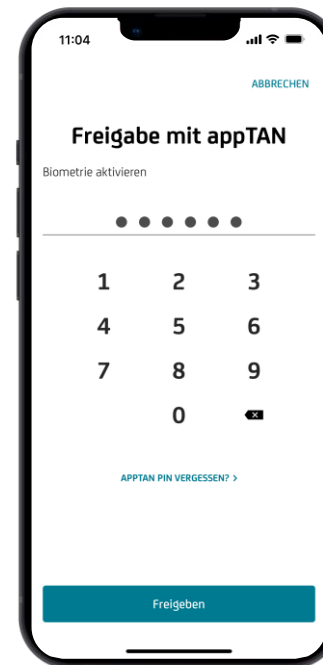 11:04
ABBRECHEN
Freigabe mit appTAN
Biometrie aktivieren
1 2 3
4 5 6
7 8 9
0
APPTAN PIN VERGESSEN? >
Freigeben